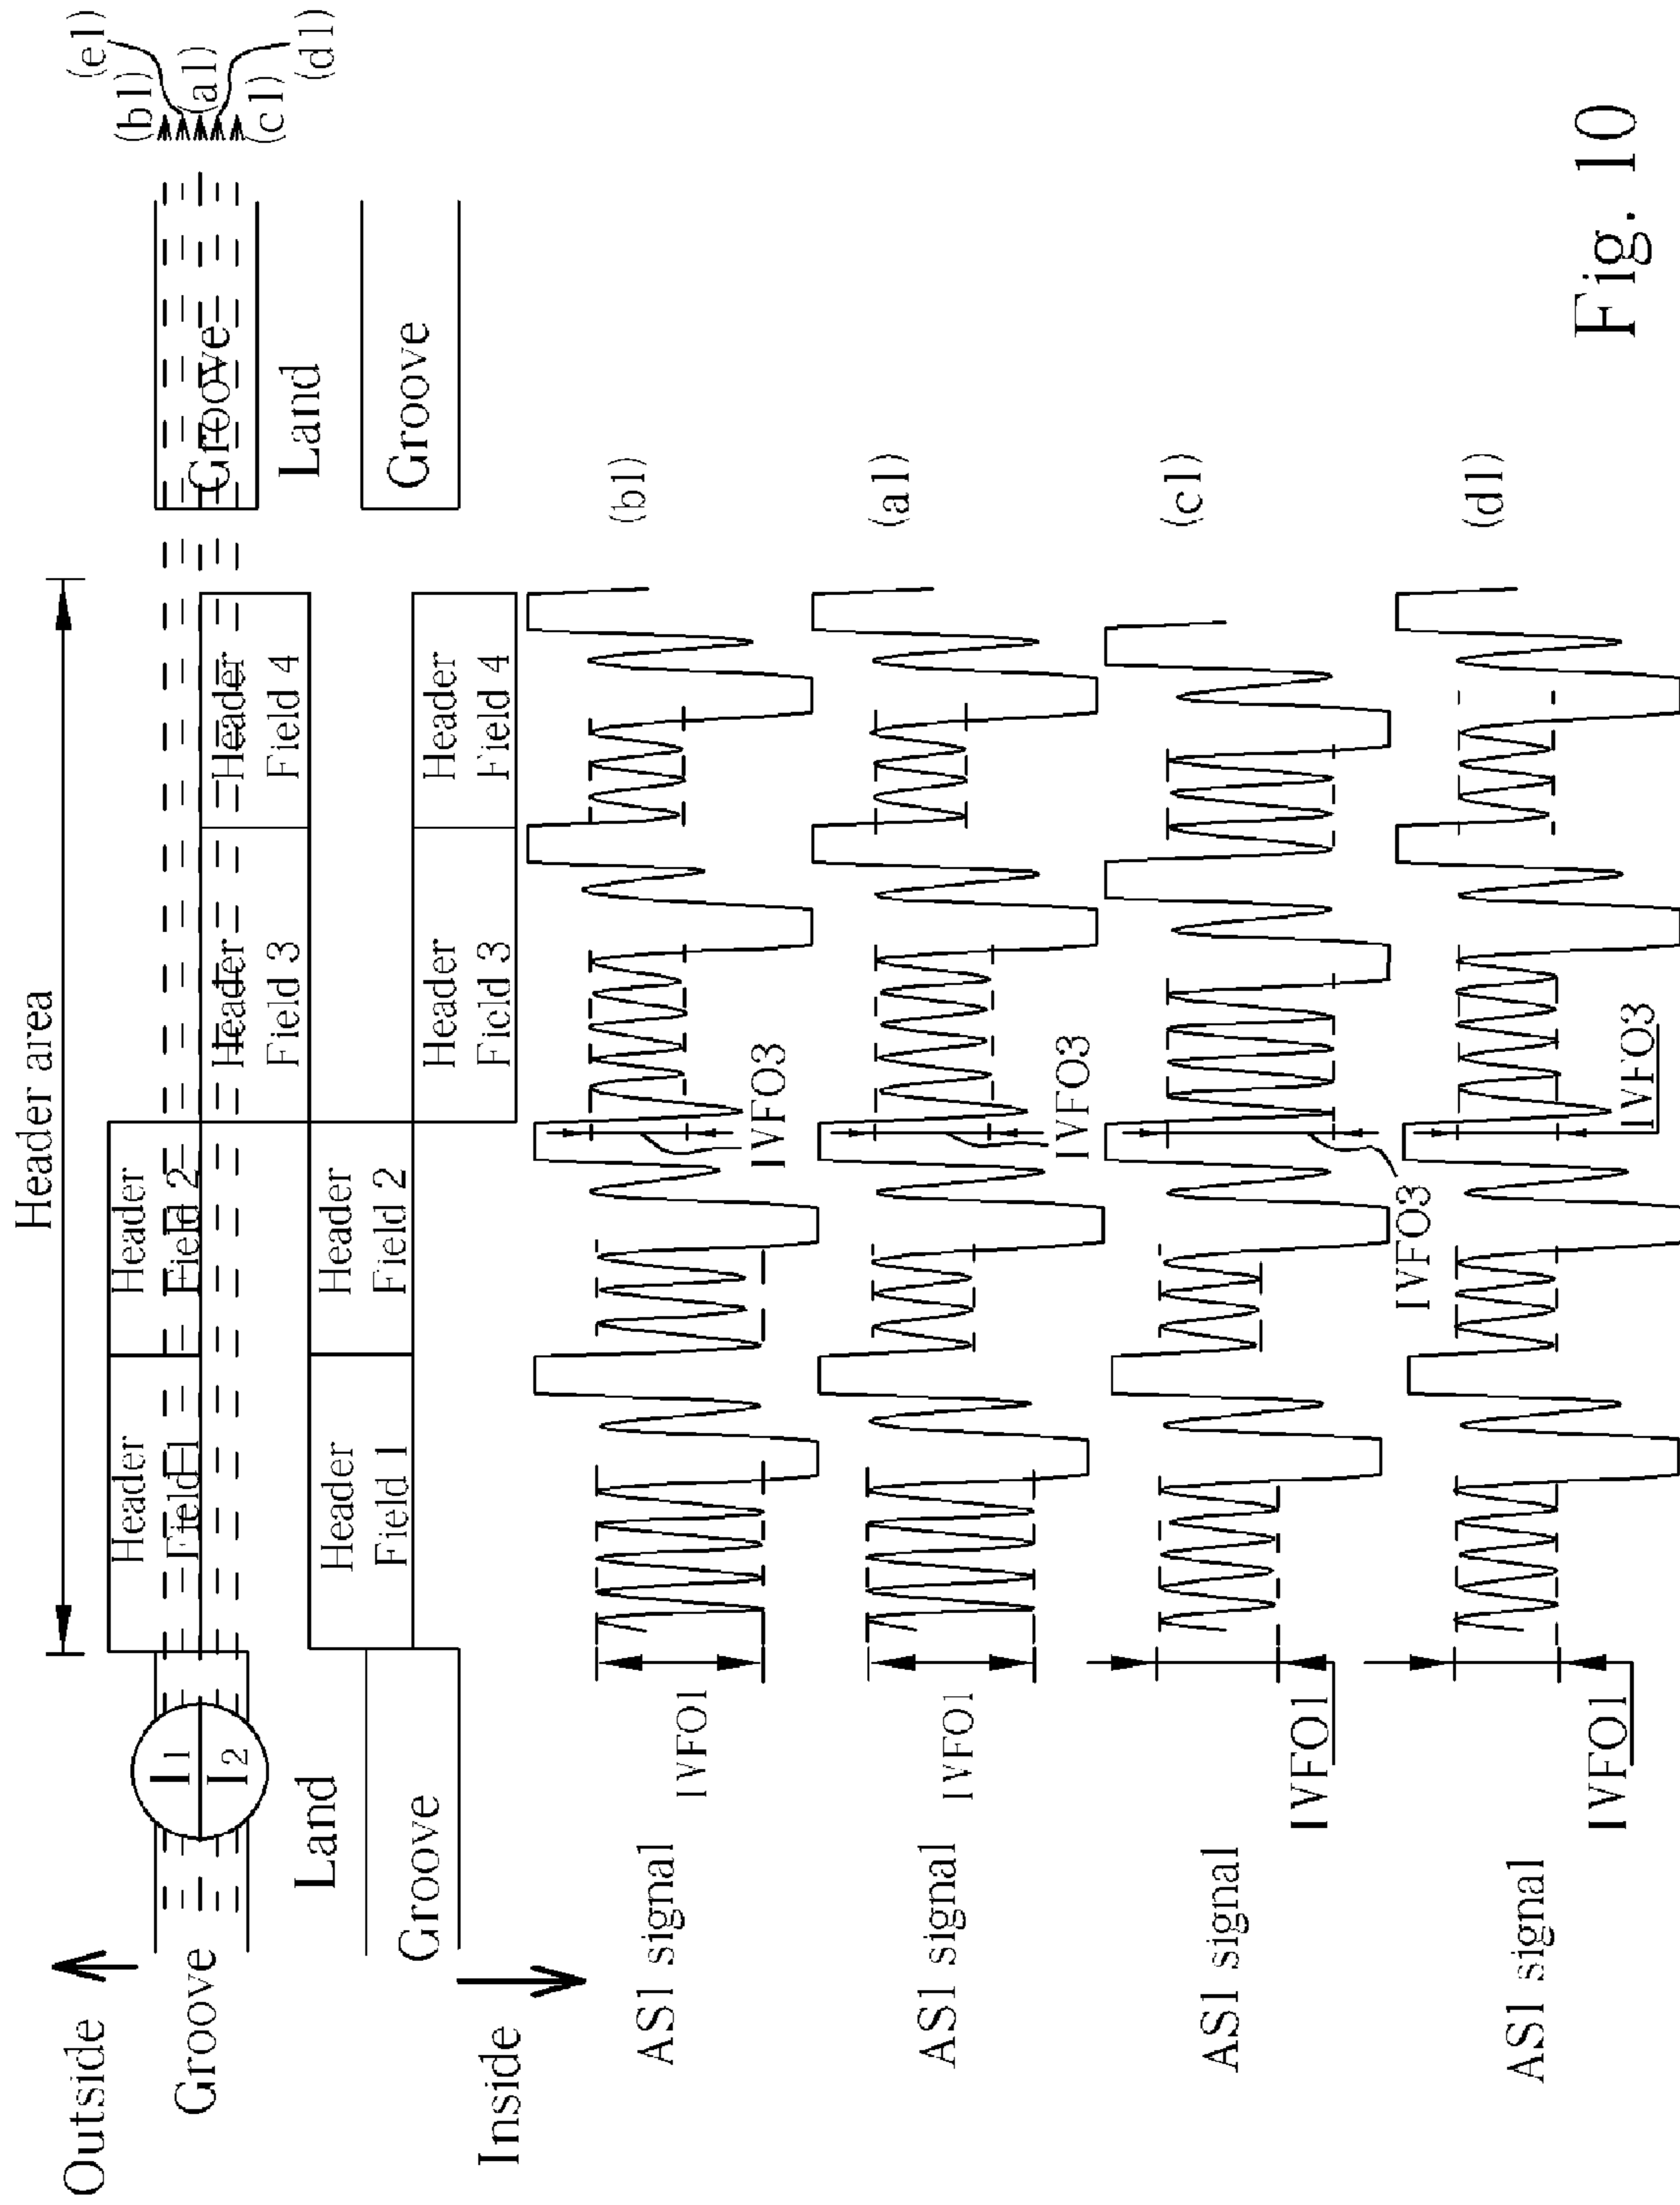 Header area
Outside
Groove
Land
Groove
Inside
I1
I2
Header
Field 1
Header
Field 2
Header
Field 3
Header
Field 4
Header
Field 1
Header
Field 2
Header
Field 3
Header
Field 4
Groove
Land
Groove
(e1)
(b1)
(a1)
(c1)
(d1)
AS1 signal
IVFO1
IVFO3
(b1)
AS1 signal
IVFO1
IVFO3
(a1)
AS1 signal
IVFO1
IVFO3
(c1)
AS1 signal
IVFO1
IVFO3
(d1)
Fig. 10